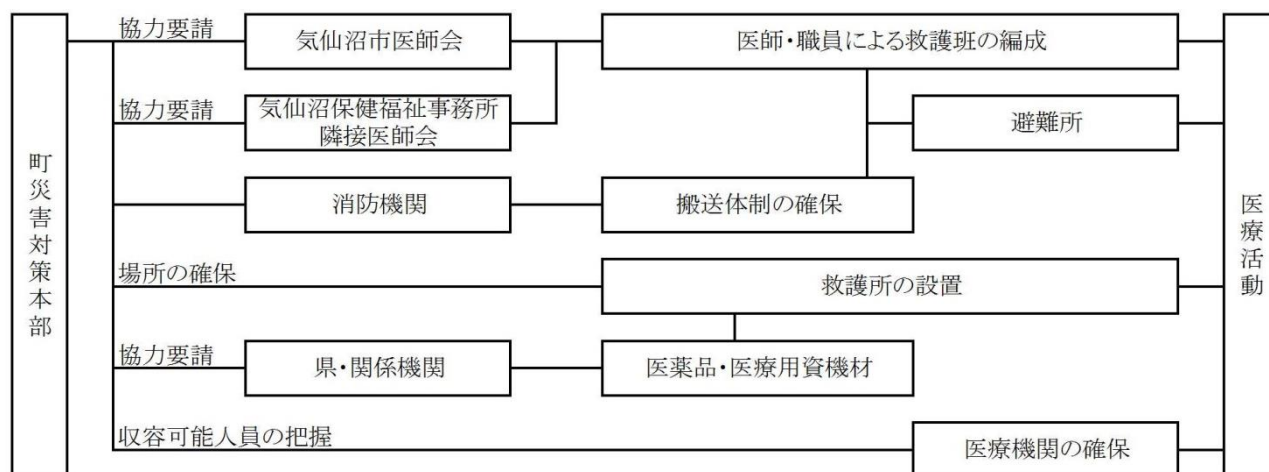 町災害対策本部
協力要請
気仙沼市医師会
医師・職員による救護班の編成
協力要請
気仙沼保健福祉事務所
隣接医師会
避難所
消防機関
搬送体制の確保
場所の確保
救護所の設置
協力要請
県・関係機関
医薬品・医療用資機材
収容可能人員の把握
医療機関の確保
医療活動